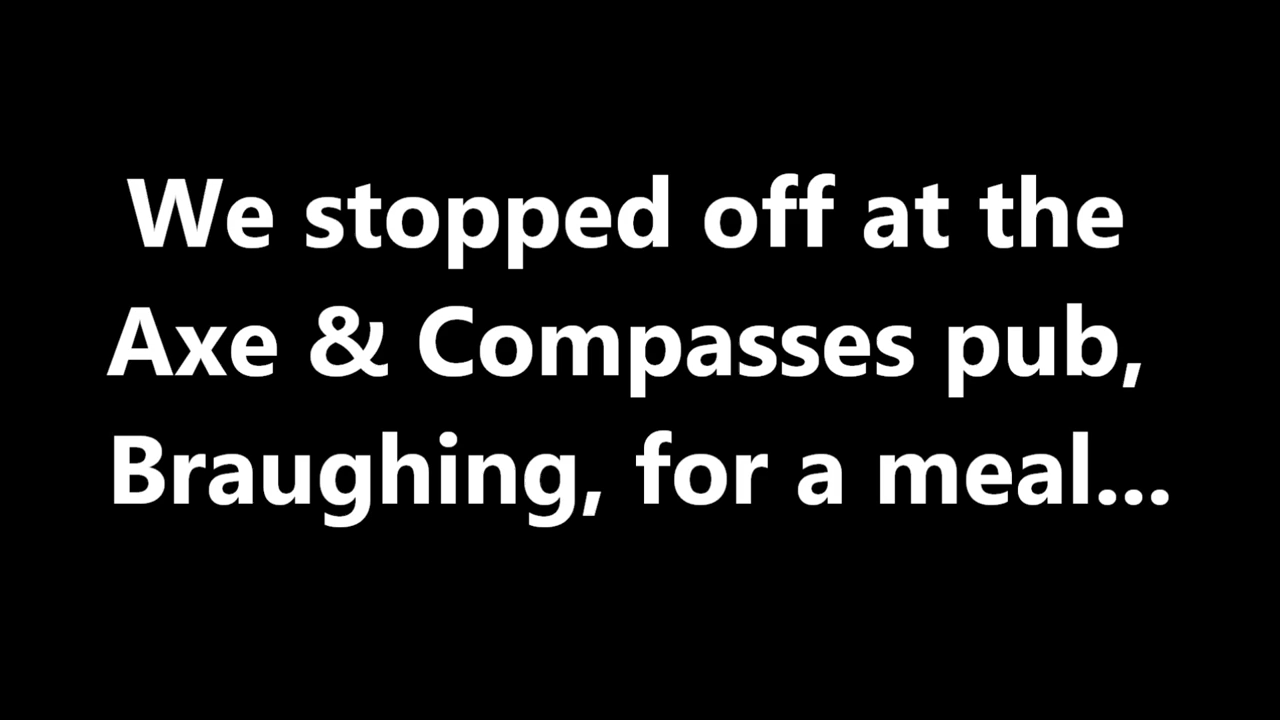 We stopped off at the
Axe & Compasses pub,
Braughing, for a meal...